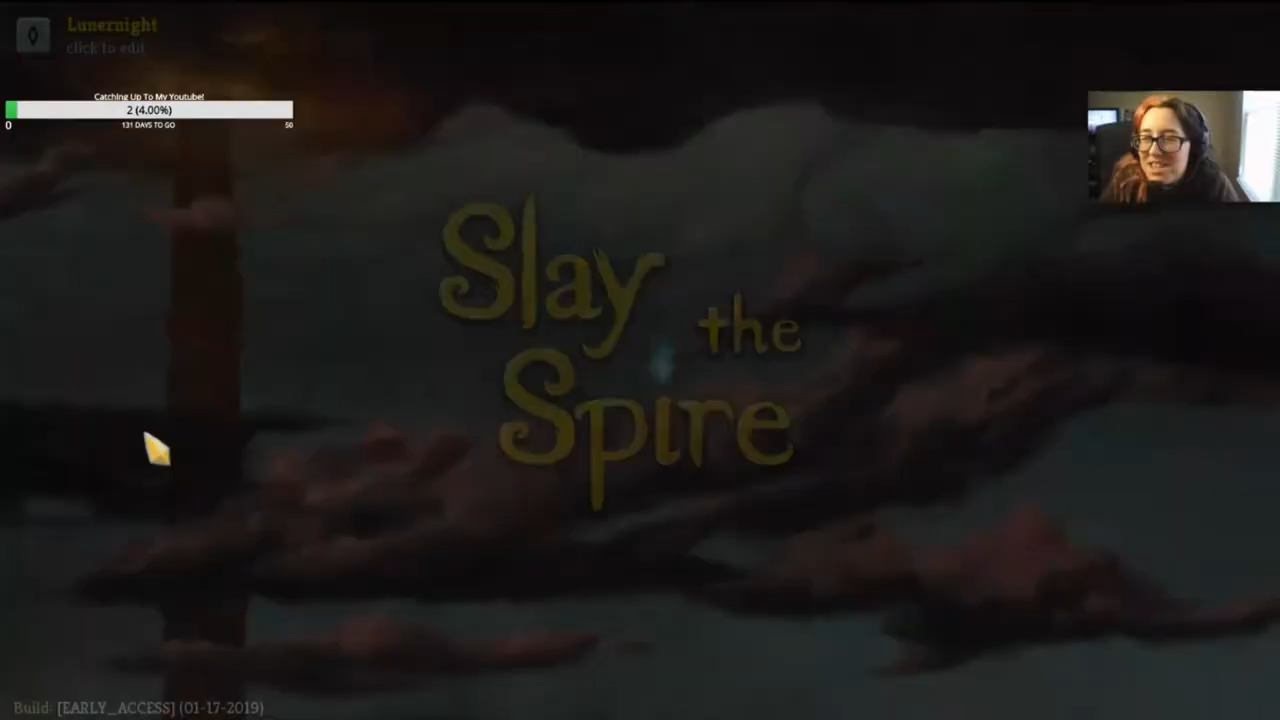 Lunernight
click to edit
Catching Up To My Youtube!
2 (4.00%)
0
131 DAYS TO GO
50
Slay
the
Spire
Build: [EARLY_ACCESS] (01-17-2019)